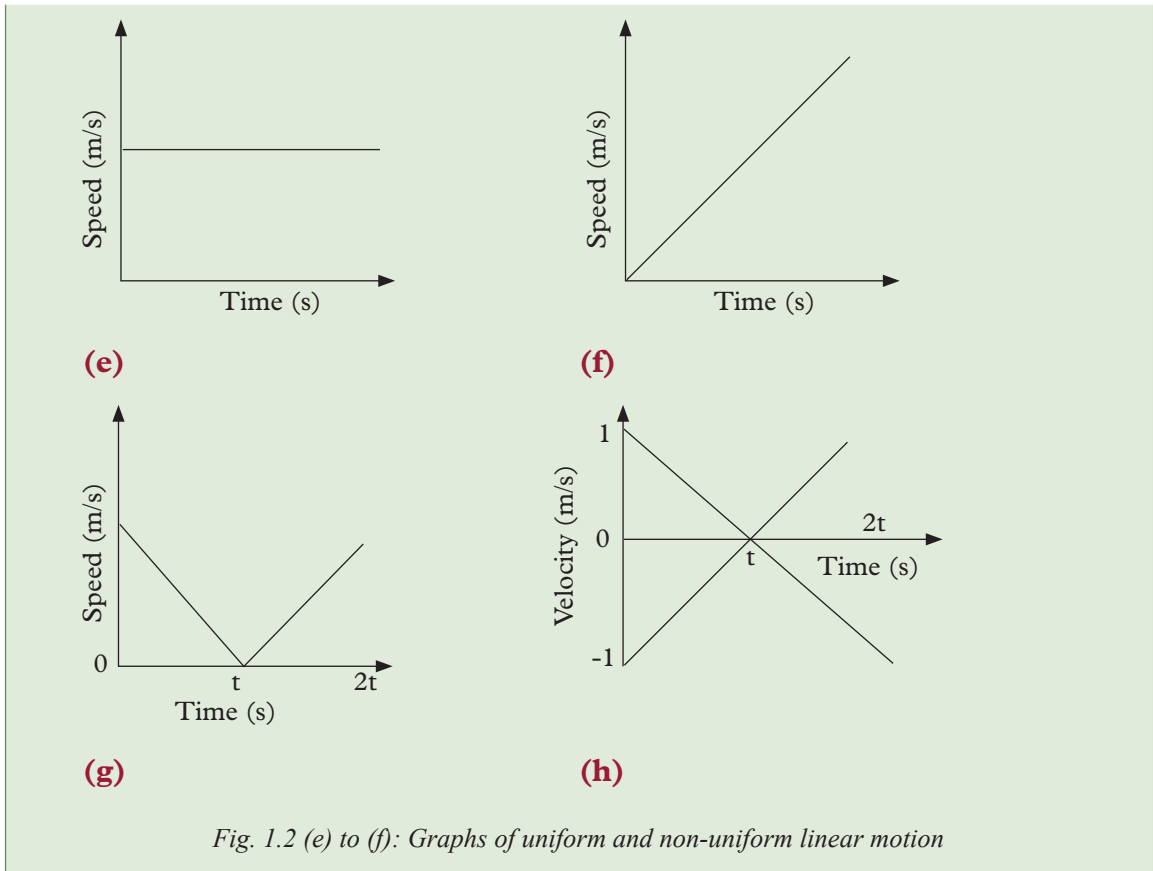 Speed (m/s)
Time (s)
(e)
Speed (m/s)
Time (s)
(f)
Speed (m/s)
0
t
2t
Time (s)
(g)
Velocity (m/s)
1
0
-1
t
2t
Time (s)
(h)
Fig. 1.2 (e) to (f): Graphs of uniform and non-uniform linear motion